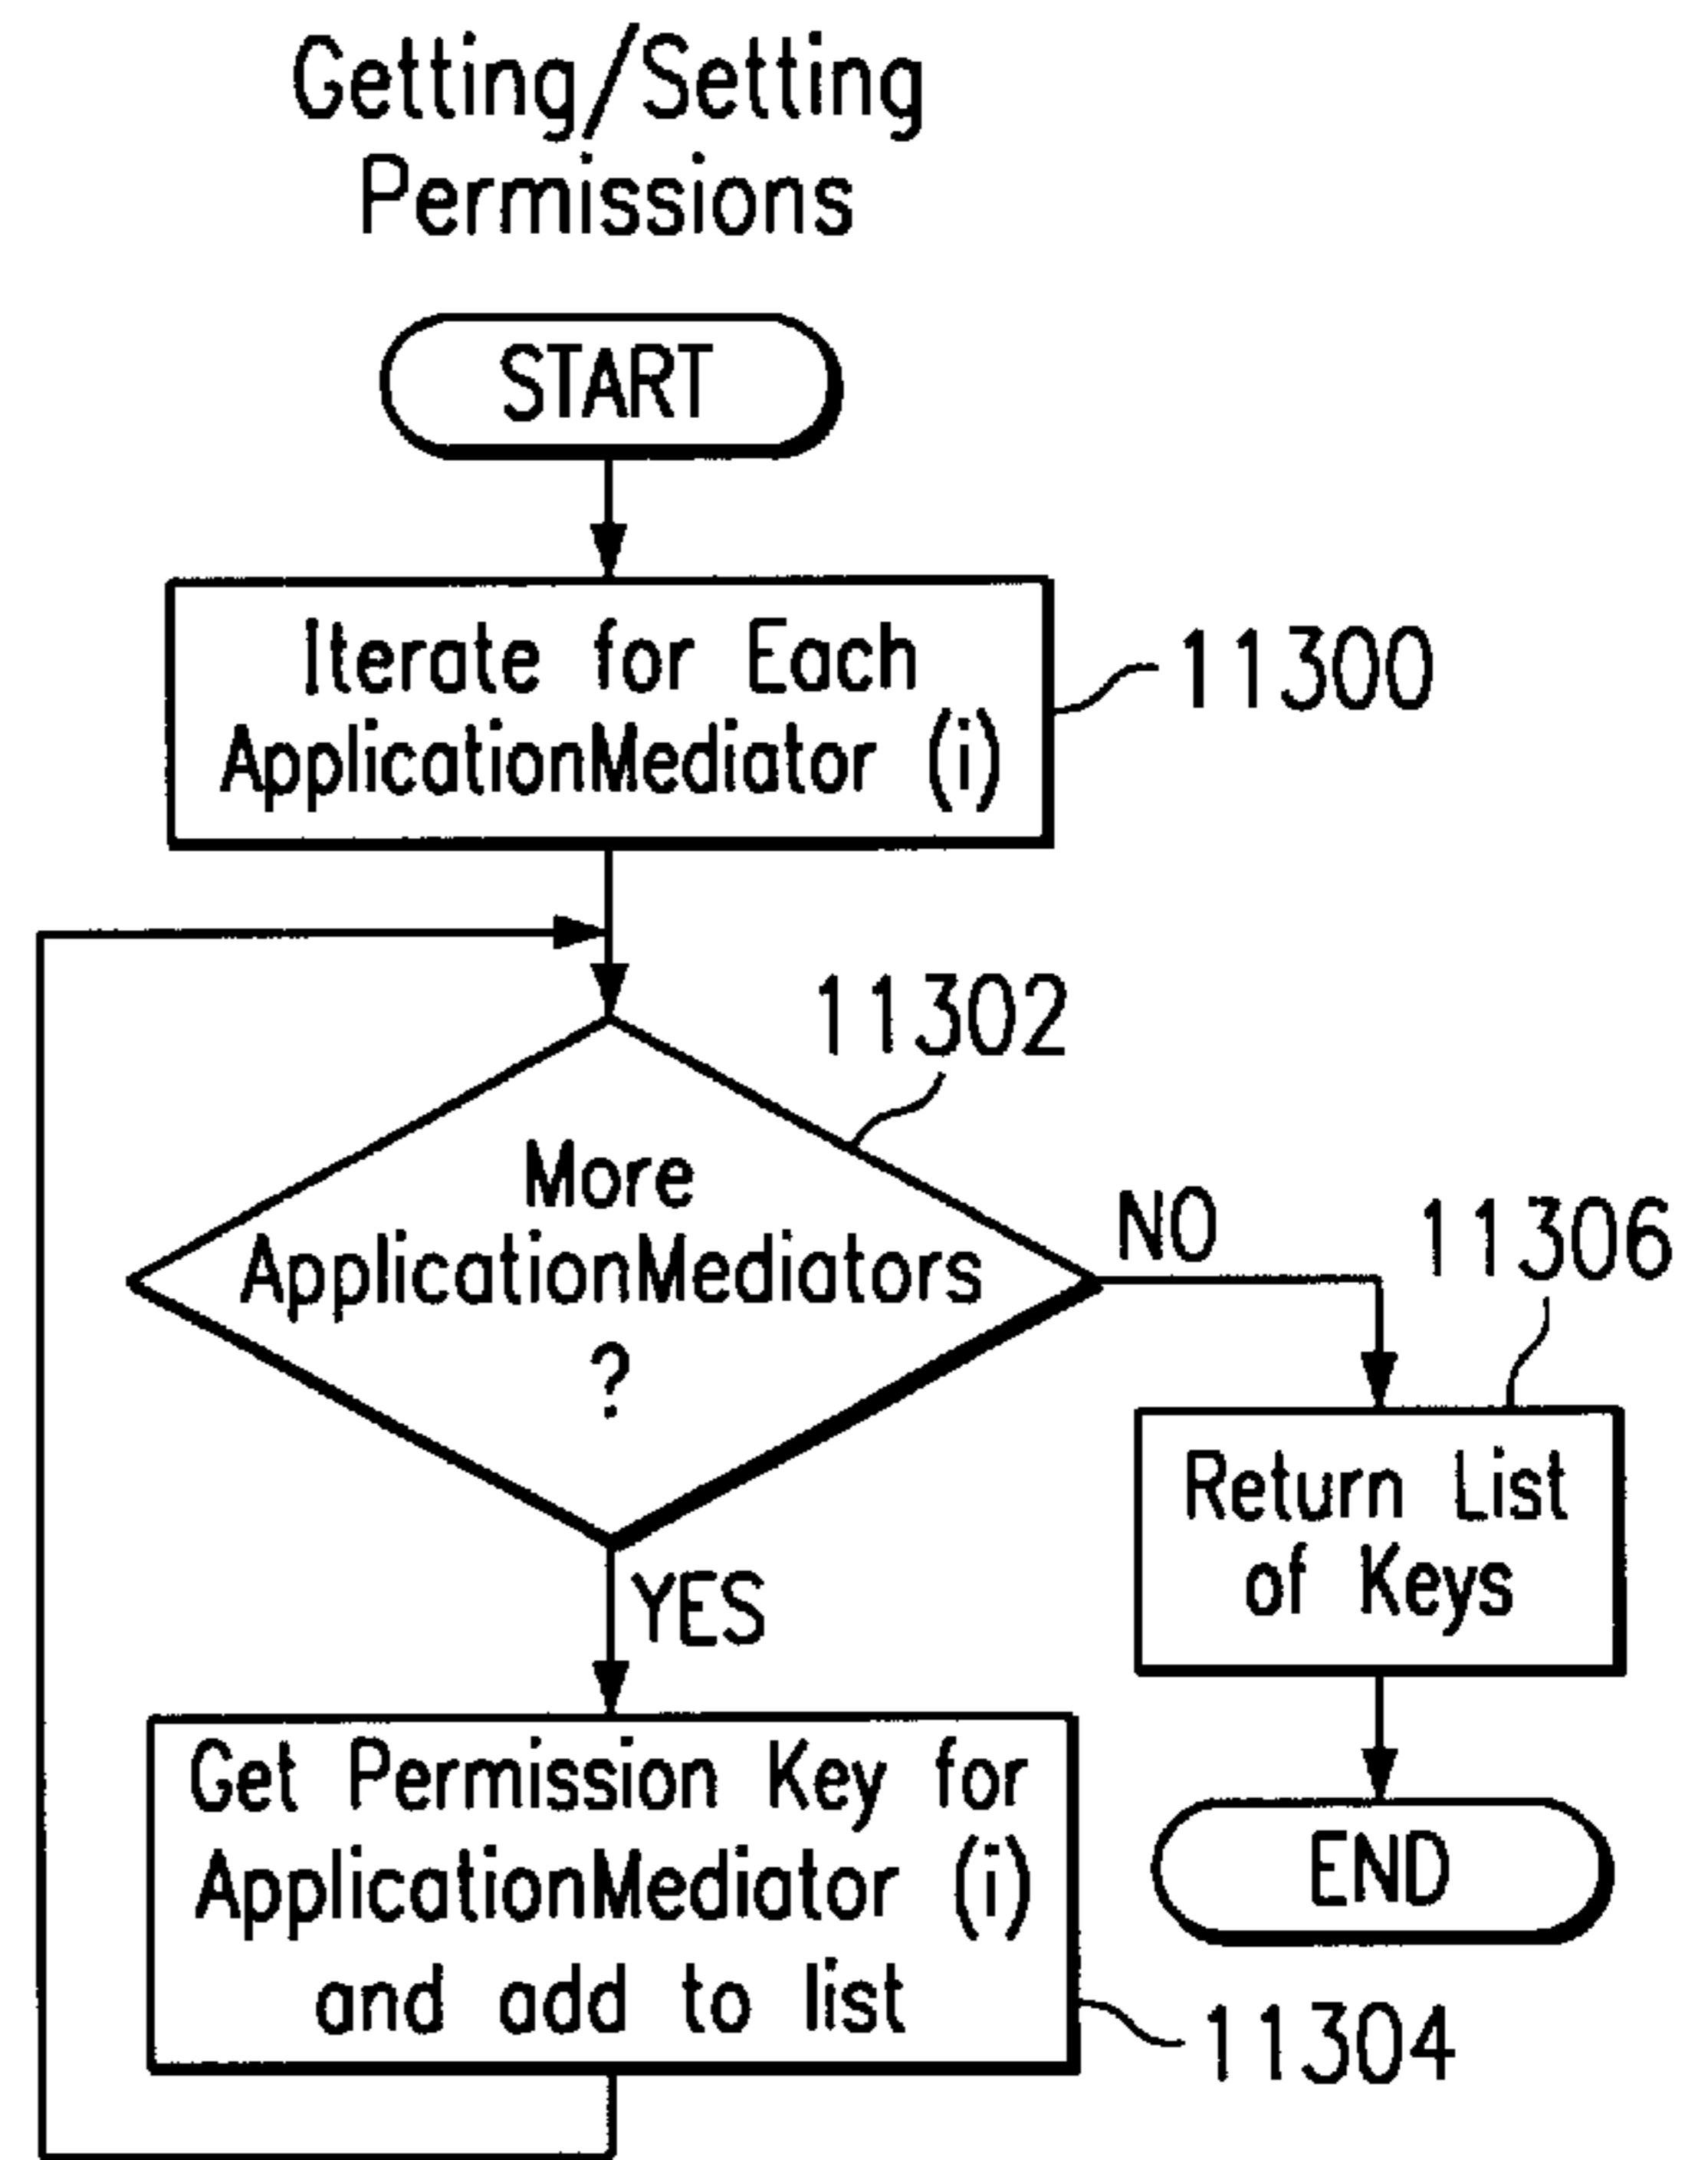 Getting/Setting
Permissions
START
Iterate for Each
ApplicationMediator (i)
11300
11302
More
ApplicationMediators
?
NO
11306
YES
Return List
of Keys
Get Permission Key for
ApplicationMediator (i)
and add to list
11304
END